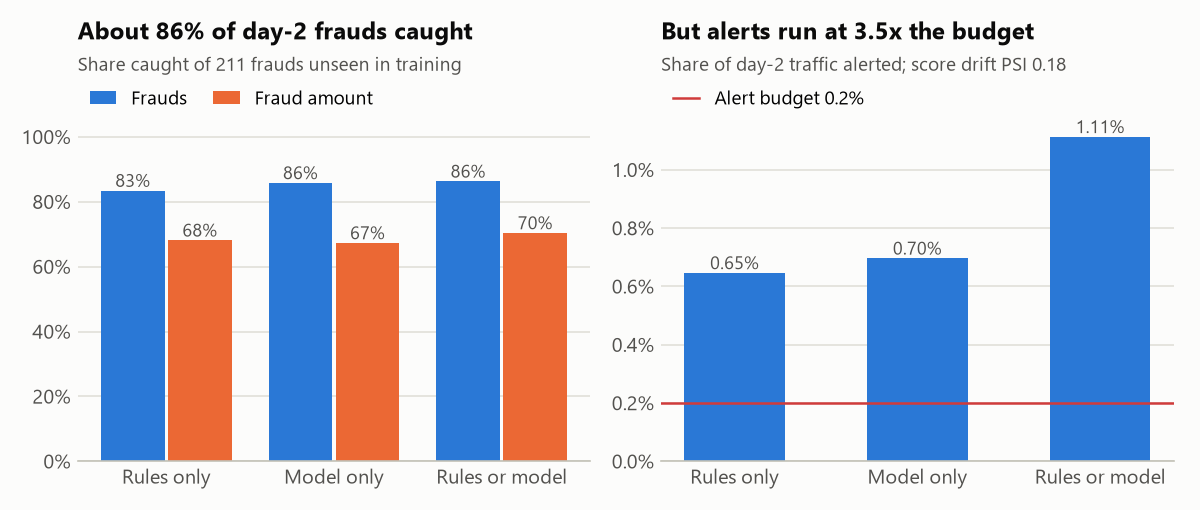 About 86% of day-2 frauds caught
Share caught of 211 frauds unseen in training
Frauds
Fraud amount
100%
80%
60%
40%
20%
0%
83%
68%
86%
67%
86%
70%
Rules only
Model only
Rules or model
But alerts run at 3.5x the budget
Share of day-2 traffic alerted; score drift PSI 0.18
Alert budget 0.2%
1.0%
0.8%
0.6%
0.4%
0.2%
0.0%
0.65%
0.70%
1.11%
Rules only
Model only
Rules or model